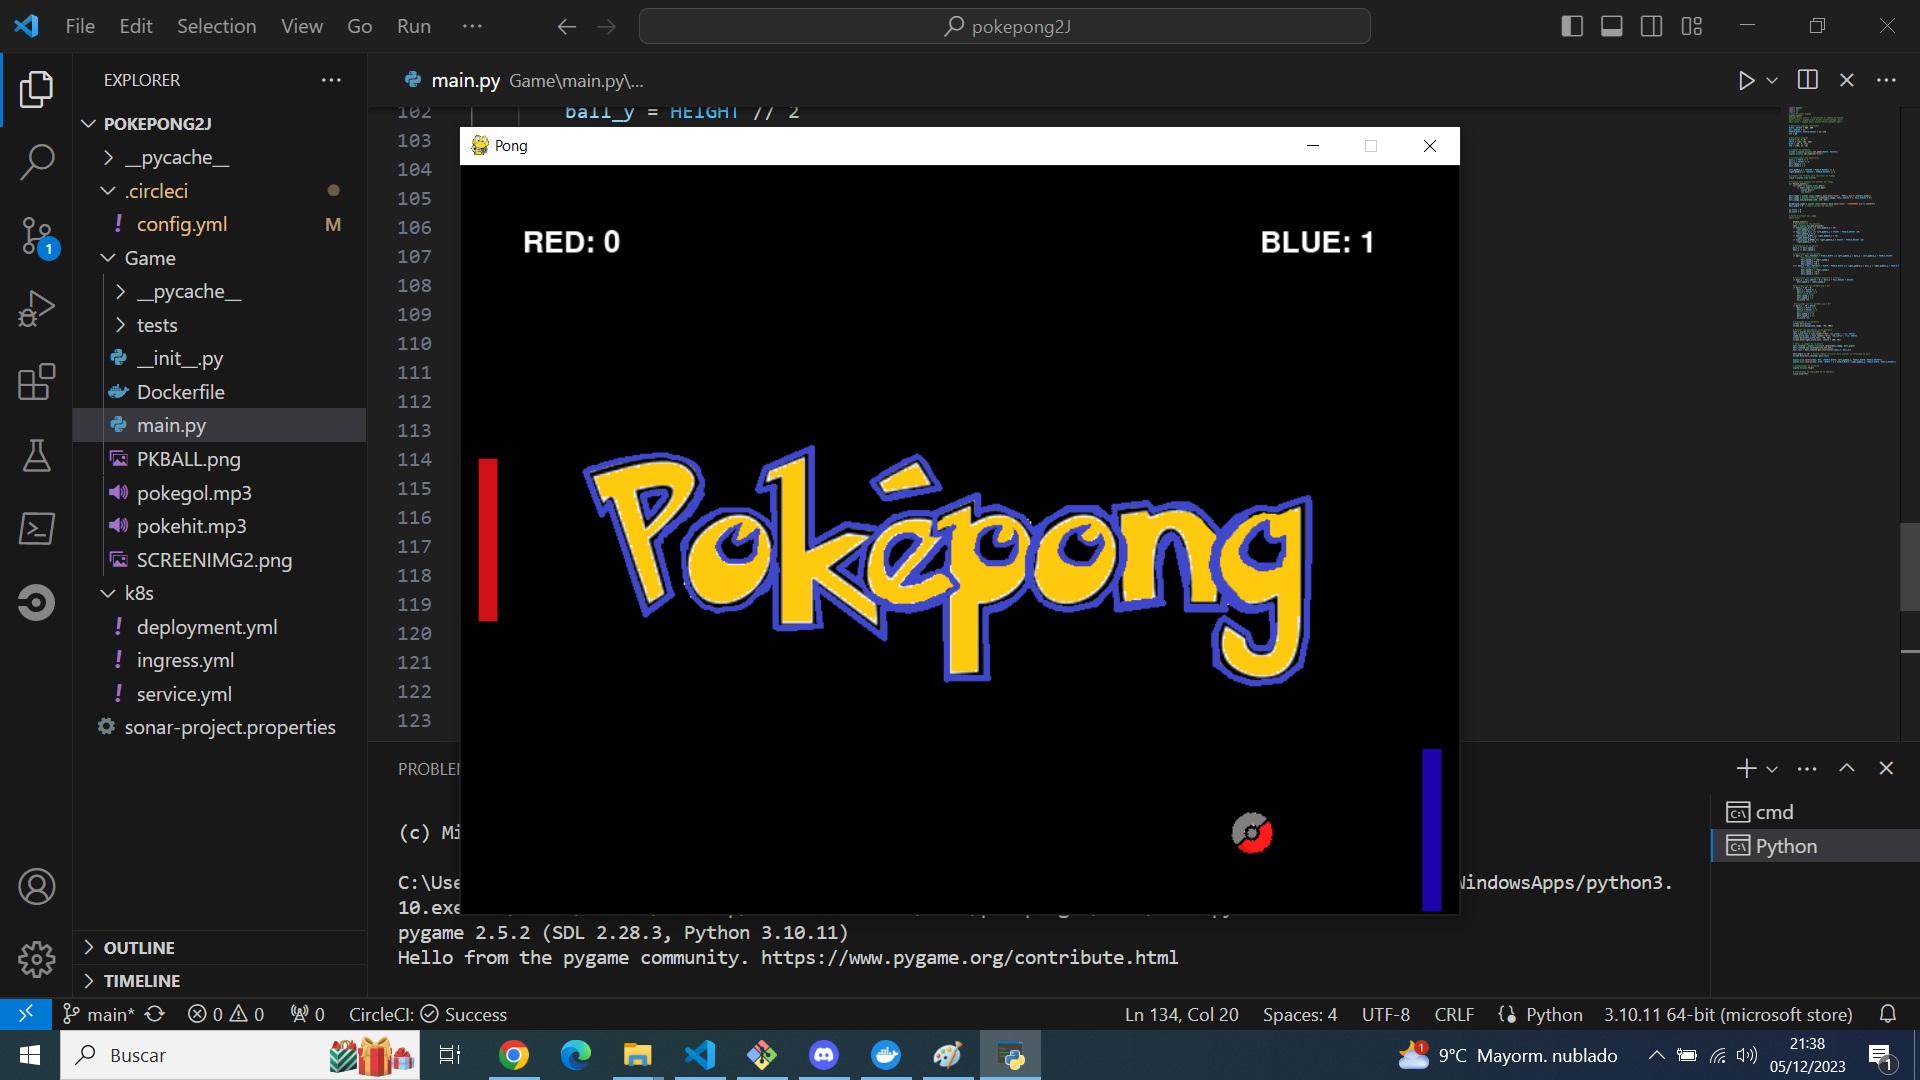 File Edit Selection View Go Run ...
pokepong2J
EXPLORER
main.py Game\main.py\...
POKEPONG2J
__pycache__
.circleci
config.yml M
Game
__pycache__
tests
__init__.py
Dockerfile
main.py
PKBALL.png
pokegol.mp3
pokehit.mp3
SCREENIMG2.png
k8s
deployment.yml
ingress.yml
service.yml
sonar-project.properties
OUTLINE
TIMELINE
1
102 ball_y = HEIGHT // 2
103
104
105
106
107
108
109
110
111
112
113
114
115
116
117
118
119
120
121
122
123
Pong
RED: 0 BLUE: 1
Poképong
(c)
C:\Use
WindowsApps/python3.
10.exe
pygame 2.5.2 (SDL 2.28.3, Python 3.10.11)
Hello from the pygame community. https://www.pygame.org/contribute.html
cmd
Python
main* 0 0 0 CircleCI: Success Ln 134, Col 20 Spaces: 4 UTF-8 CRLF Python 3.10.11 64-bit (microsoft store)
Buscar 1 9°C Mayorm. nublado 21:38
05/12/2023 1